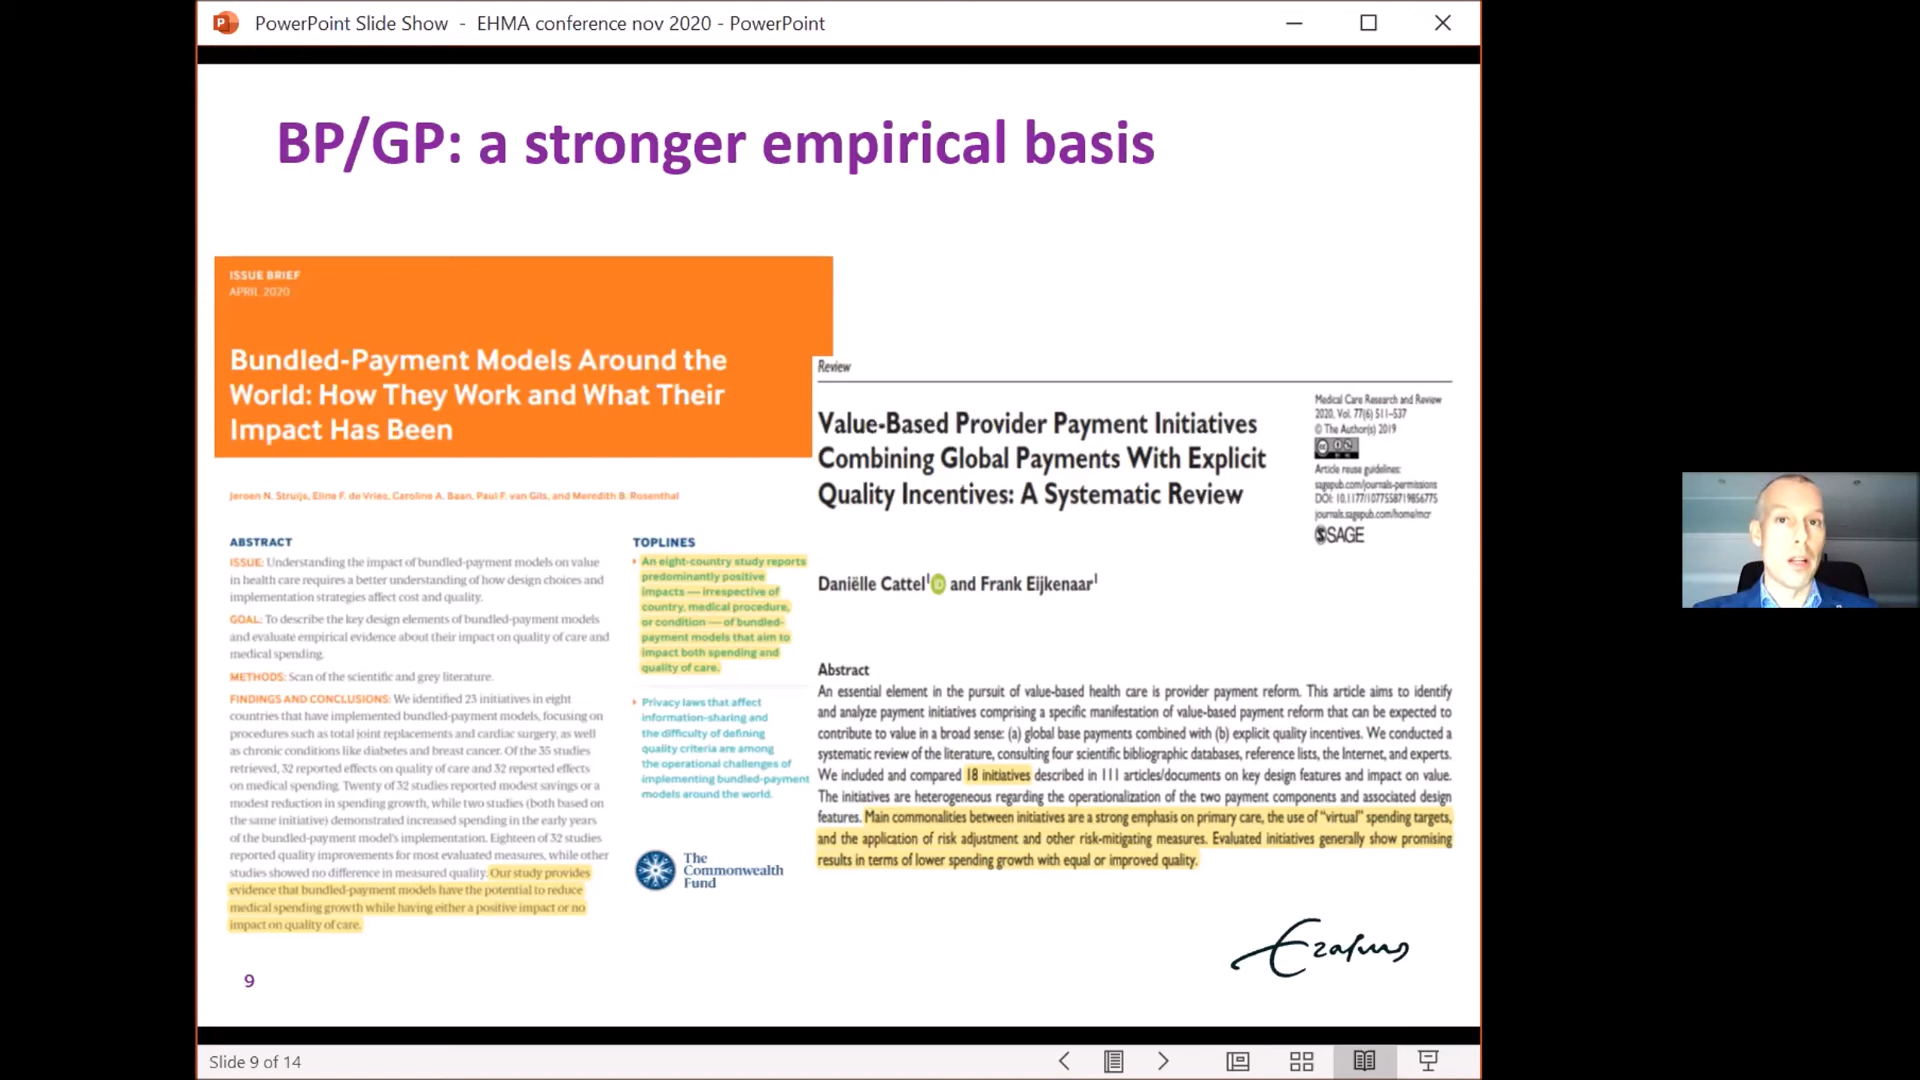 PowerPoint Slide Show - EHMA conference nov 2020 - PowerPoint
BP/GP: a stronger empirical basis
ISSUE BRIEF
APRIL 2020
Bundled-Payment Models Around the
World: How They Work and What Their
Impact Has Been
Jeroen N. Struijs, Eline F. de Vries, Caroline A. Baan, Paul F. van Gils, and Meredith B. Rosenthal
ABSTRACT
ISSUE: Understanding the impact of bundled-payment models on value
in health care requires a better understanding of how design choices and
implementation strategies affect cost and quality.
GOAL: To describe the key design elements of bundled-payment models
and evaluate empirical evidence about their impact on quality of care and
medical spending.
METHODS: Scan of the scientific and grey literature.
FINDINGS AND CONCLUSIONS: We identified 23 initiatives in eight
countries that have implemented bundled-payment models, focusing on
procedures such as total joint replacements and cardiac surgery, as well
as chronic conditions like diabetes and breast cancer. Of the 35 studies
retrieved, 32 reported effects on quality of care and 32 reported effects
on medical spending. Twenty of 32 studies reported modest savings or a
modest reduction in spending growth, while two studies (both based on
the same initiative) demonstrated increased spending in the early years
of the bundled-payment model's implementation. Eighteen of 32 studies
reported quality improvements for most evaluated measures, while other
studies showed no difference in measured quality. Our study provides
evidence that bundled-payment models have the potential to reduce
medical spending growth while having either a positive impact or no
impact on quality of care.
TOPLINES
An eight-country study reports
predominantly positive
impacts — irrespective of
country, medical procedure,
or condition — of bundled-
payment models that aim to
impact both spending and
quality of care.
Privacy laws that affect
information-sharing and
the difficulty of defining
quality criteria are among
the operational challenges of
implementing bundled-payment
models around the world.
The
Commonwealth
Fund
Review
Value-Based Provider Payment Initiatives
Combining Global Payments With Explicit
Quality Incentives: A Systematic Review
Medical Care Research and Review
2020, Vol. 77(6) 511–537
© The Author(s) 2019
Article reuse guidelines:
sagepub.com/journals-permissions
DOI: 10.1177/1077558719856775
journals.sagepub.com/home/mcr
SAGE
Daniëlle Cattel1 iD and Frank Eijkenaar1
Abstract
An essential element in the pursuit of value-based health care is provider payment reform. This article aims to identify
and analyze payment initiatives comprising a specific manifestation of value-based payment reform that can be expected to
contribute to value in a broad sense: (a) global base payments combined with (b) explicit quality incentives. We conducted a
systematic review of the literature, consulting four scientific bibliographic databases, reference lists, the Internet, and experts.
We included and compared 18 initiatives described in 111 articles/documents on key design features and impact on value.
The initiatives are heterogeneous regarding the operationalization of the two payment components and associated design
features. Main commonalities between initiatives are a strong emphasis on primary care, the use of "virtual" spending targets,
and the application of risk adjustment and other risk-mitigating measures. Evaluated initiatives generally show promising
results in terms of lower spending growth with equal or improved quality.
Erasmus
9
Slide 9 of 14